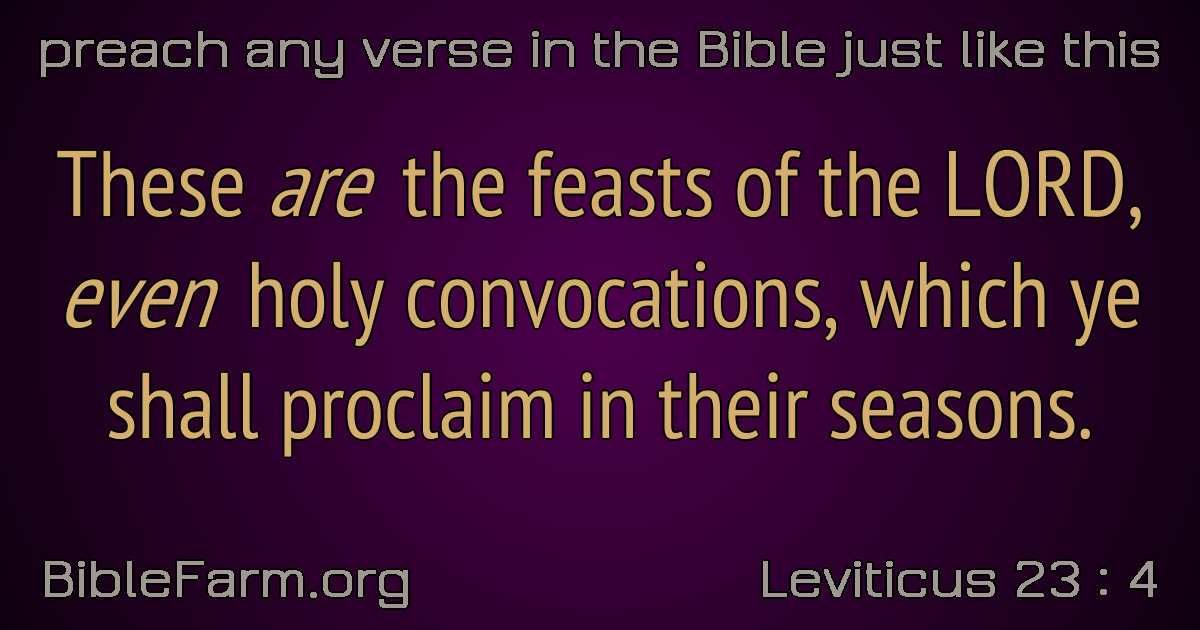 preach any verse in the Bible just like this
These are the feasts of the LORD,
even holy convocations, which ye
shall proclaim in their seasons.
BibleFarm.org
Leviticus 23 : 4